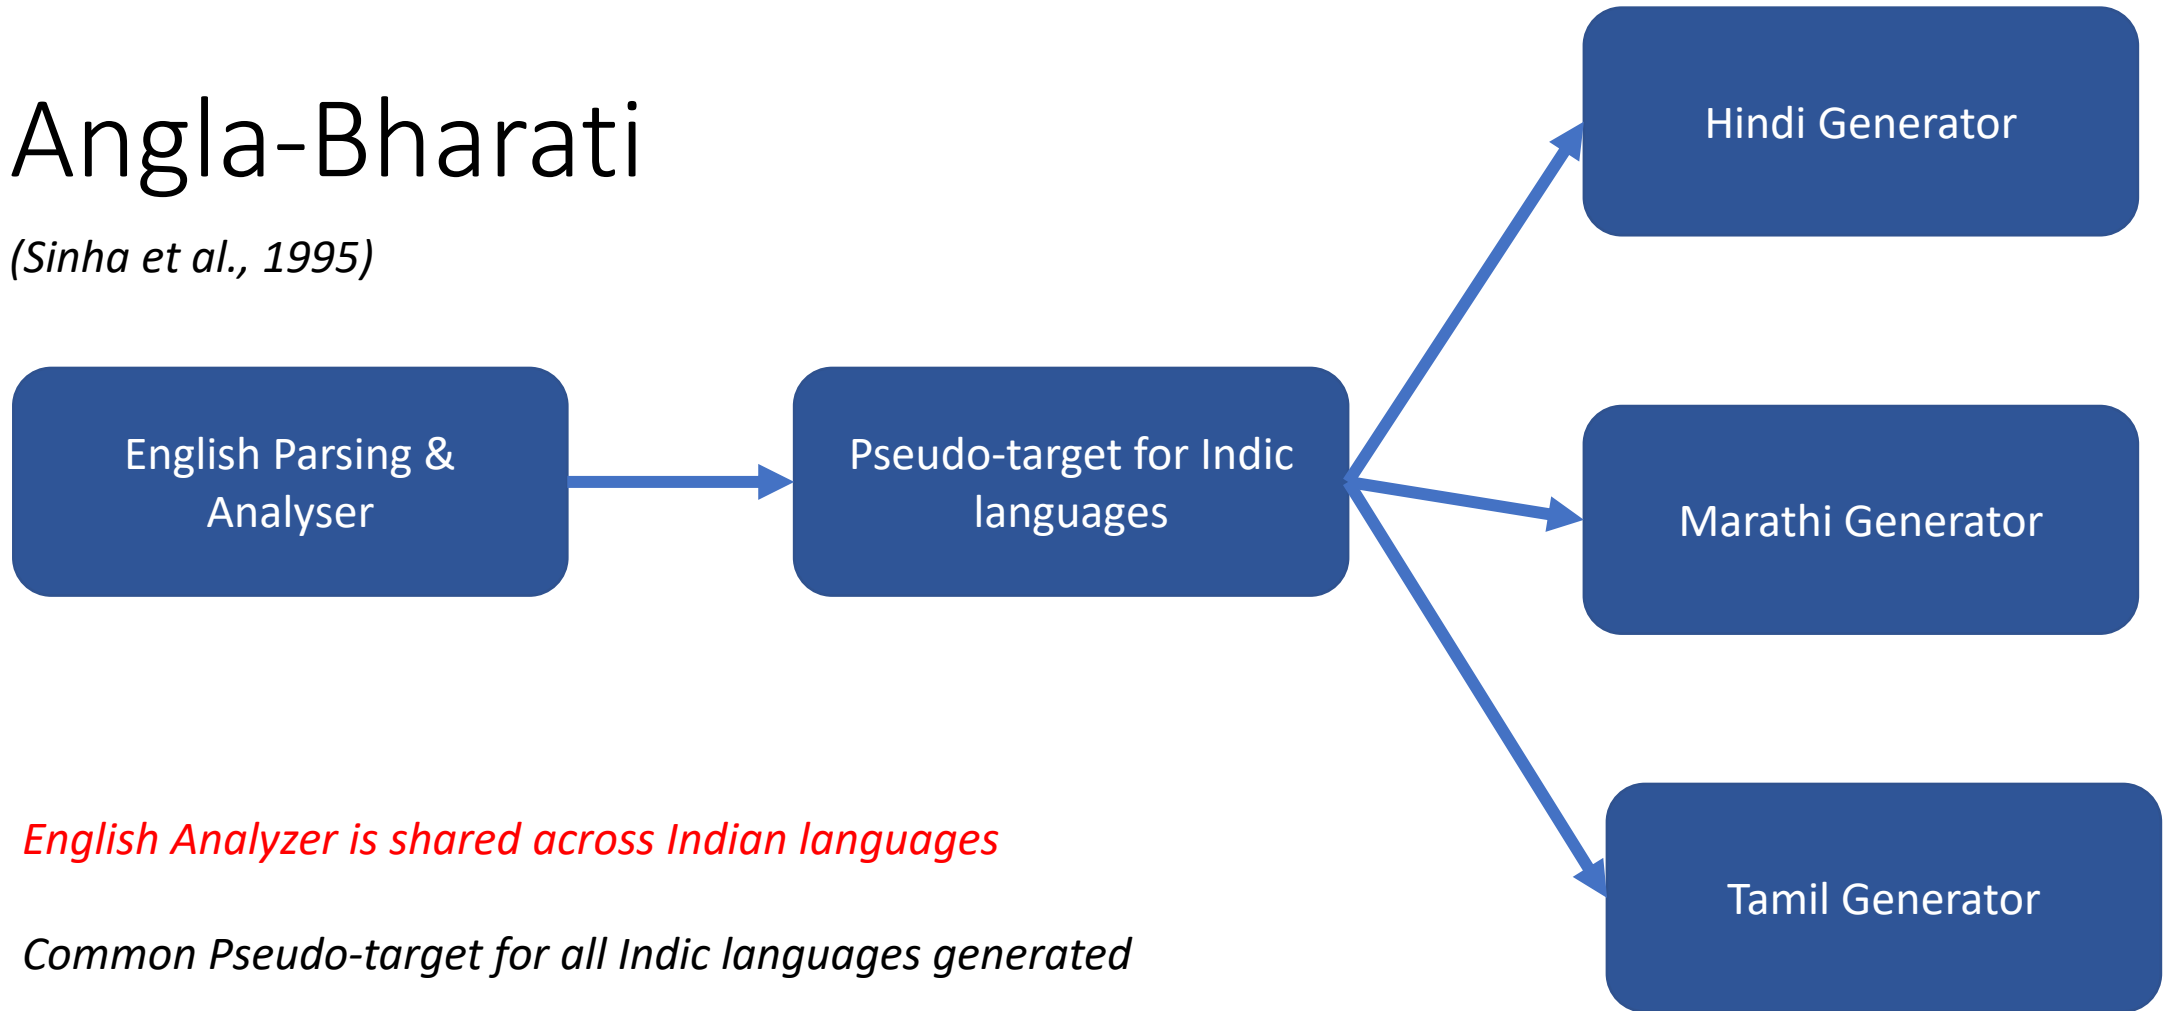 Angla-Bharati
(Sinha et al., 1995)
English Parsing &
Analyser
Pseudo-target for Indic
languages
Hindi Generator
Marathi Generator
Tamil Generator
English Analyzer is shared across Indian languages
Common Pseudo-target for all Indic languages generated